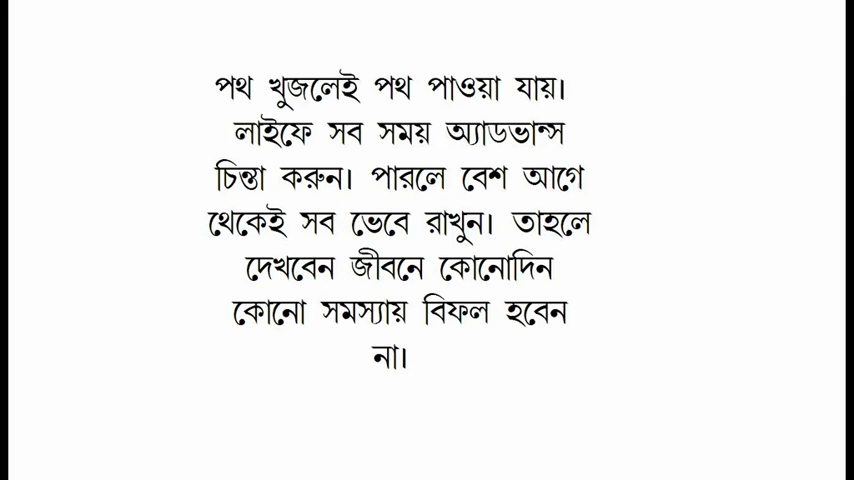 পথ খুজলেই পথ পাওয়া যায়।
লাইফে সব সময় অ্যাডভান্স
চিন্তা করুন। পারলে বেশ আগে
থেকেই সব ভেবে রাখুন। তাহলে
দেখবেন জীবনে কোনোদিন
কোনো সমস্যায় বিফল হবেন
না।